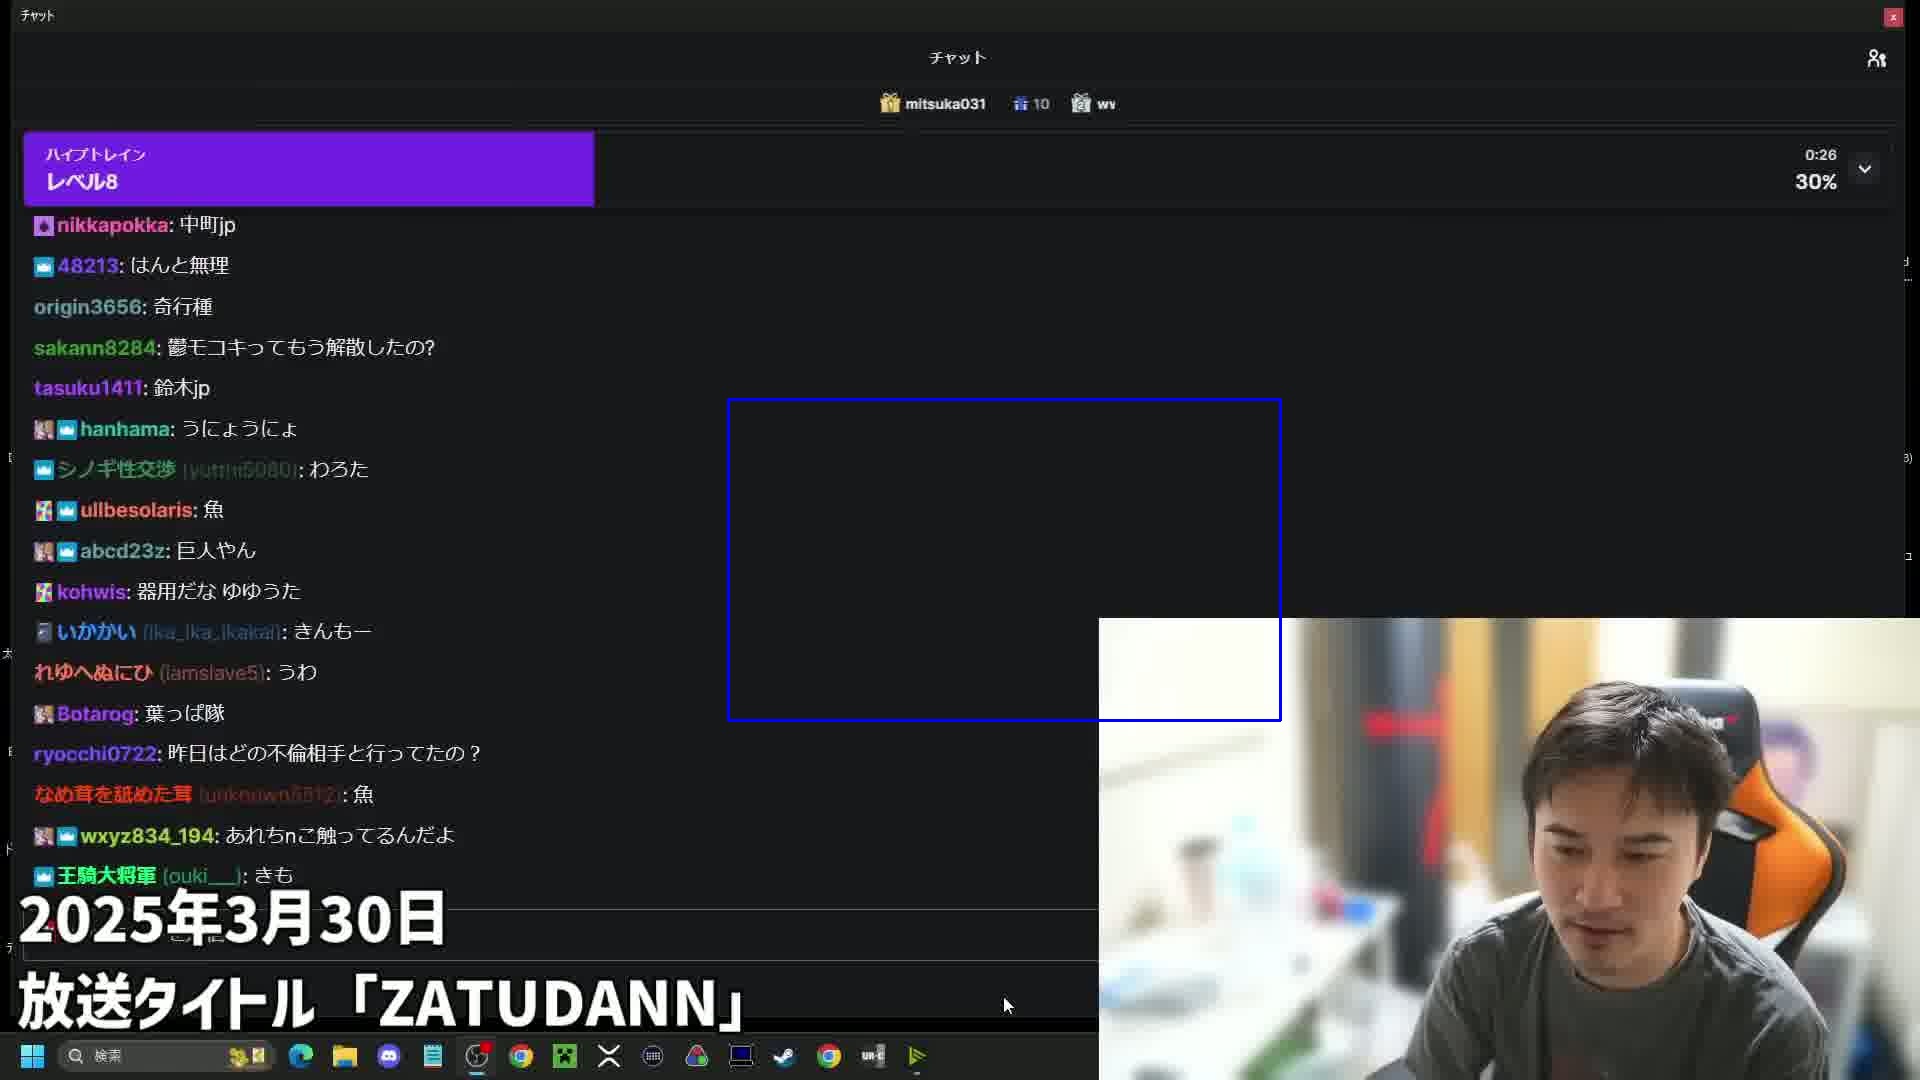 チャット
チャット
mitsuka031 10
ハイプトレイン
レベル8
0:26
30%
nikkapokka: 中町jp
48213: はんと無理
origin3656: 奇行種
sakann8284: 鬱モコキってもう解散したの?
tasuku1411: 鈴木jp
hanhama: うにょうにょ
シノギ性交渉 (yutthi5080): わろた
ullbesolaris: 魚
abcd23z: 巨人やん
kohwis: 器用だな ゆゆうた
いかかい (ika_ika_ikakai): きんもー
れゆへぬにひ (iamslave5): うわ
Botarog: 葉っぱ隊
ryocchi0722: 昨日はどの不倫相手と行ってたの？
なめ茸を舐めた茸 (unknown5512): 魚
wxyz834_194: あれちnこ触ってるんだよ
王騎大将軍 (ouki___): きも
2025年3月30日
放送タイトル「ZATUDANN」
検索
UR-C